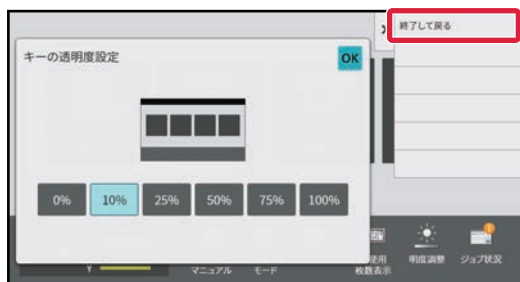 終了して戻る
キーの透明度設定
OK
0%
10%
25%
50%
75%
100%
Y
マニュアル
モード
使用
枚数表示
明度調整
ジョブ状況